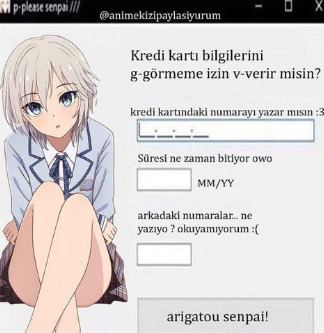 p-please senpai ///
@animekizipaylasiyurum
Kredi kartı bilgilerini
g-görmeme izin v-verir misin?
kredi kartındaki numarayı yazar mısın :3
Süresi ne zaman bitiyor owo
MM/YY
arkadaki numaralar... ne
yazıyo ? okuyamıyorum :(
arigatou senpai!